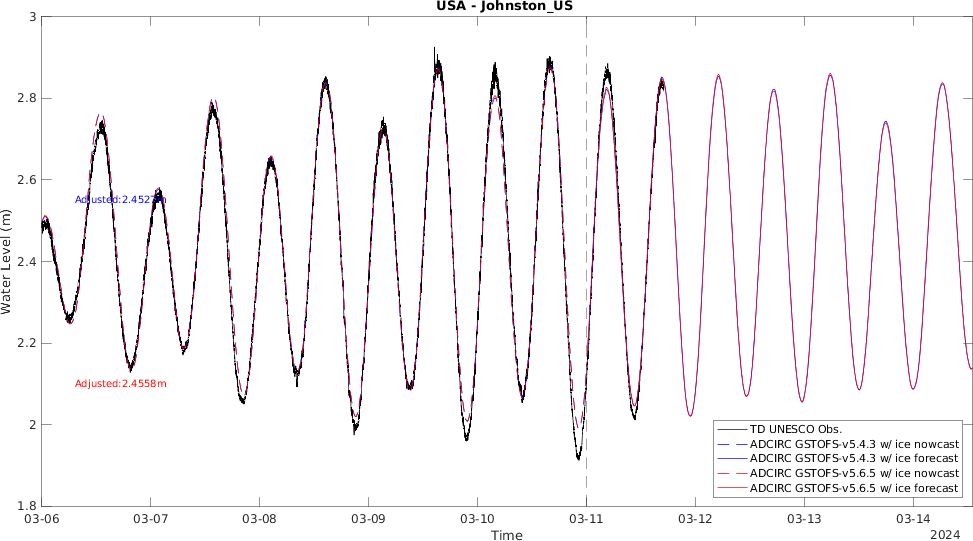 USA - Johnston_US
Water Level (m)
3
2.8
2.6
2.4
2.2
2
1.8
Adjusted:2.4527m
Adjusted:2.4558m
TD UNESCO Obs.
ADCIRC GSTOFS-v5.4.3 w/ ice nowcast
ADCIRC GSTOFS-v5.4.3 w/ ice forecast
ADCIRC GSTOFS-v5.6.5 w/ ice nowcast
ADCIRC GSTOFS-v5.6.5 w/ ice forecast
03-06 03-07 03-08 03-09 03-10 03-11 03-12 03-13 03-14
Time
2024